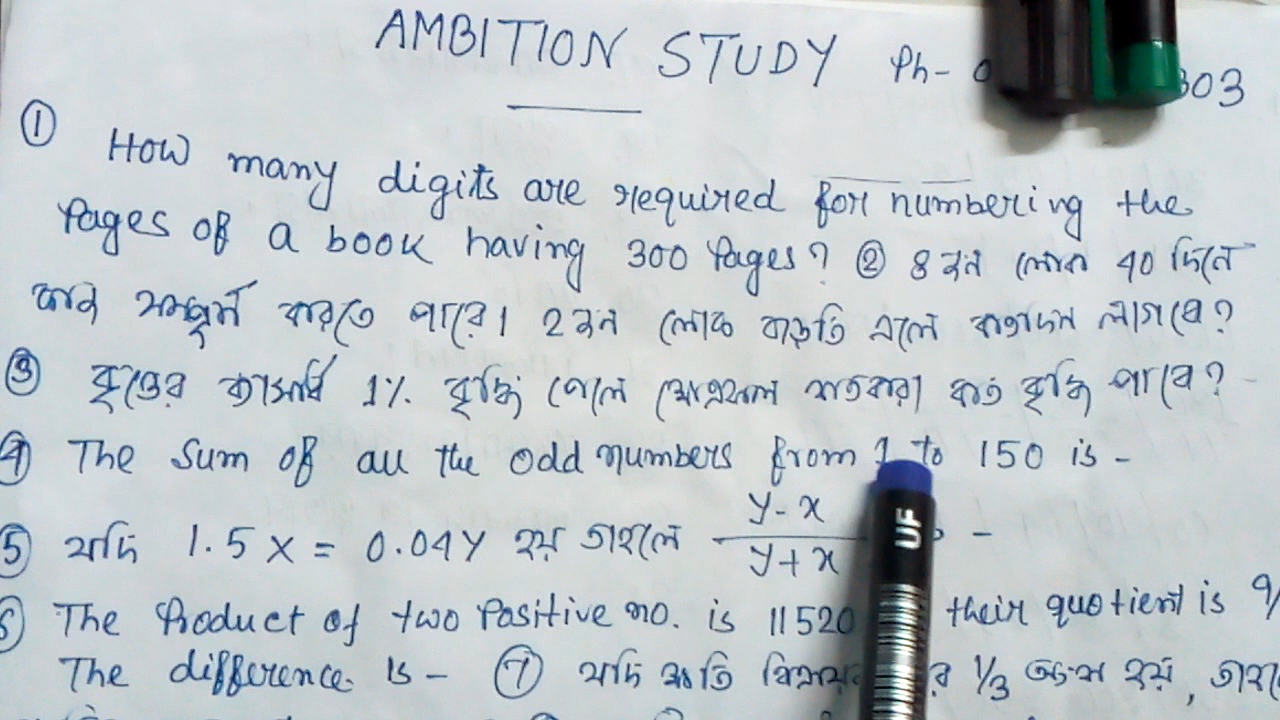 AMBITION STUDY Ph- 303
① How many digits are required for numbering the
Pages of a book having 300 Pages? ② 8 জন লোক 40 দিনে
কাজ সম্পূর্ন করতে পারে। 2 জন লোক বাড়তি এলে কতদিন লাগবে?
③ বৃত্তের ব্যাসার্ধ 1% বৃদ্ধি পেলে ক্ষেত্রফল শতকরা কত বৃদ্ধি পাবে?
④ The Sum of all the odd numbers from 1 to 150 is -
⑤ যদি 1.5x = 0.04y হয় তাহলে y-x / y+x -
⑥ The Product of two Positive no. is 11520 their quotient is 9/
The difference is - ⑦ যদি ক্ষতি 1/3 অংশ হয়,
UF